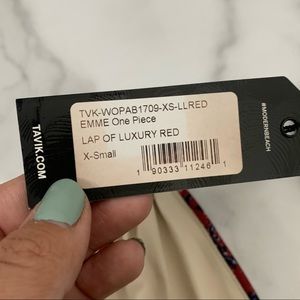 TAVIK.COM
TVK-WOPAB1709-XS-LLRED
EMME One Piece
LAP OF LUXURY RED
X-Small
1 90333 11246 1
#MODERNBEACH